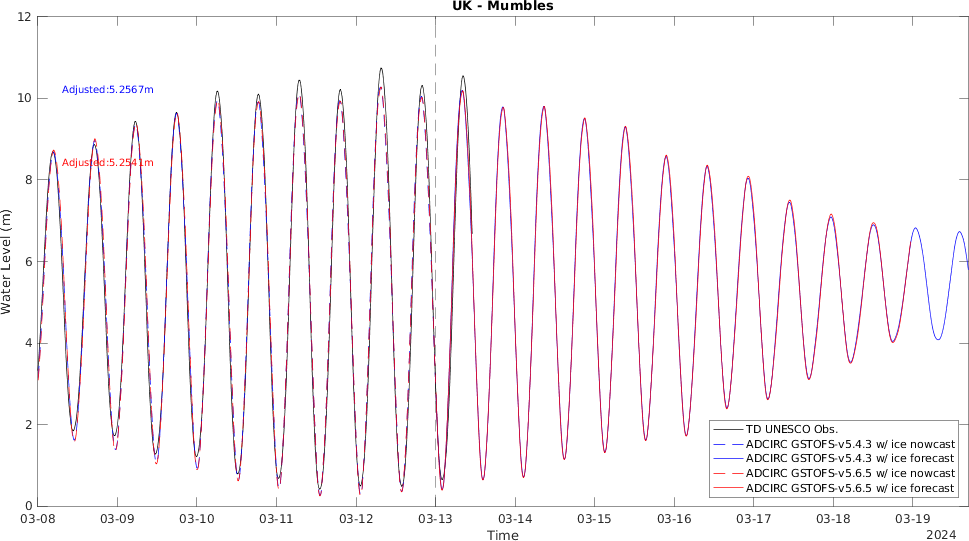 UK - Mumbles
12
10
8
6
4
2
0
Water Level (m)
Adjusted:5.2567m
Adjusted:5.2541m
TD UNESCO Obs.
ADCIRC GSTOFS-v5.4.3 w/ ice nowcast
ADCIRC GSTOFS-v5.4.3 w/ ice forecast
ADCIRC GSTOFS-v5.6.5 w/ ice nowcast
ADCIRC GSTOFS-v5.6.5 w/ ice forecast
03-08 03-09 03-10 03-11 03-12 03-13 03-14 03-15 03-16 03-17 03-18 03-19
Time
2024